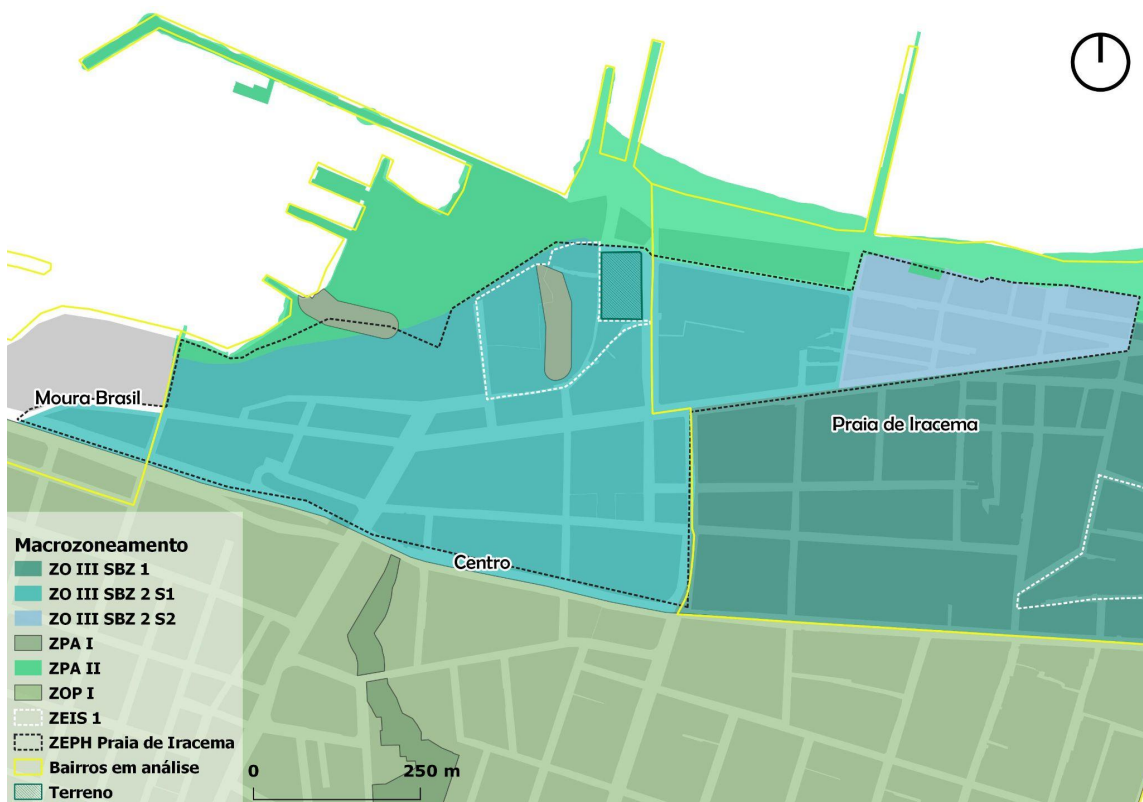 Moura-Brasil
Praia de Iracema
Centro
Macrozoneamento
ZO III SBZ 1
ZO III SBZ 2 S1
ZO III SBZ 2 S2
ZPA I
ZPA II
ZOP I
ZEIS 1
ZEPH Praia de Iracema
Bairros em análise
Terreno
0 250 m